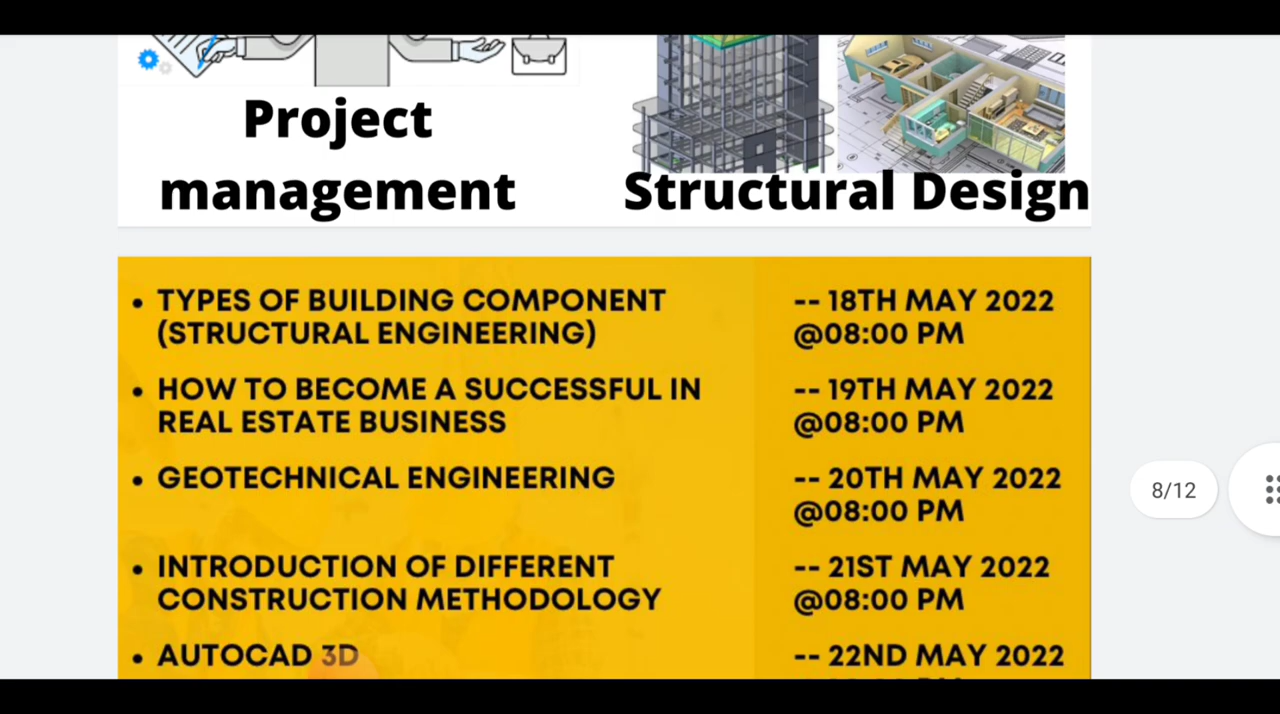 Project
management
Structural Design
• TYPES OF BUILDING COMPONENT
(STRUCTURAL ENGINEERING)
-- 18TH MAY 2022
@08:00 PM
• HOW TO BECOME A SUCCESSFUL IN
REAL ESTATE BUSINESS
-- 19TH MAY 2022
@08:00 PM
• GEOTECHNICAL ENGINEERING
-- 20TH MAY 2022
@08:00 PM
• INTRODUCTION OF DIFFERENT
CONSTRUCTION METHODOLOGY
-- 21ST MAY 2022
@08:00 PM
• AUTOCAD 3D
-- 22ND MAY 2022
8/12